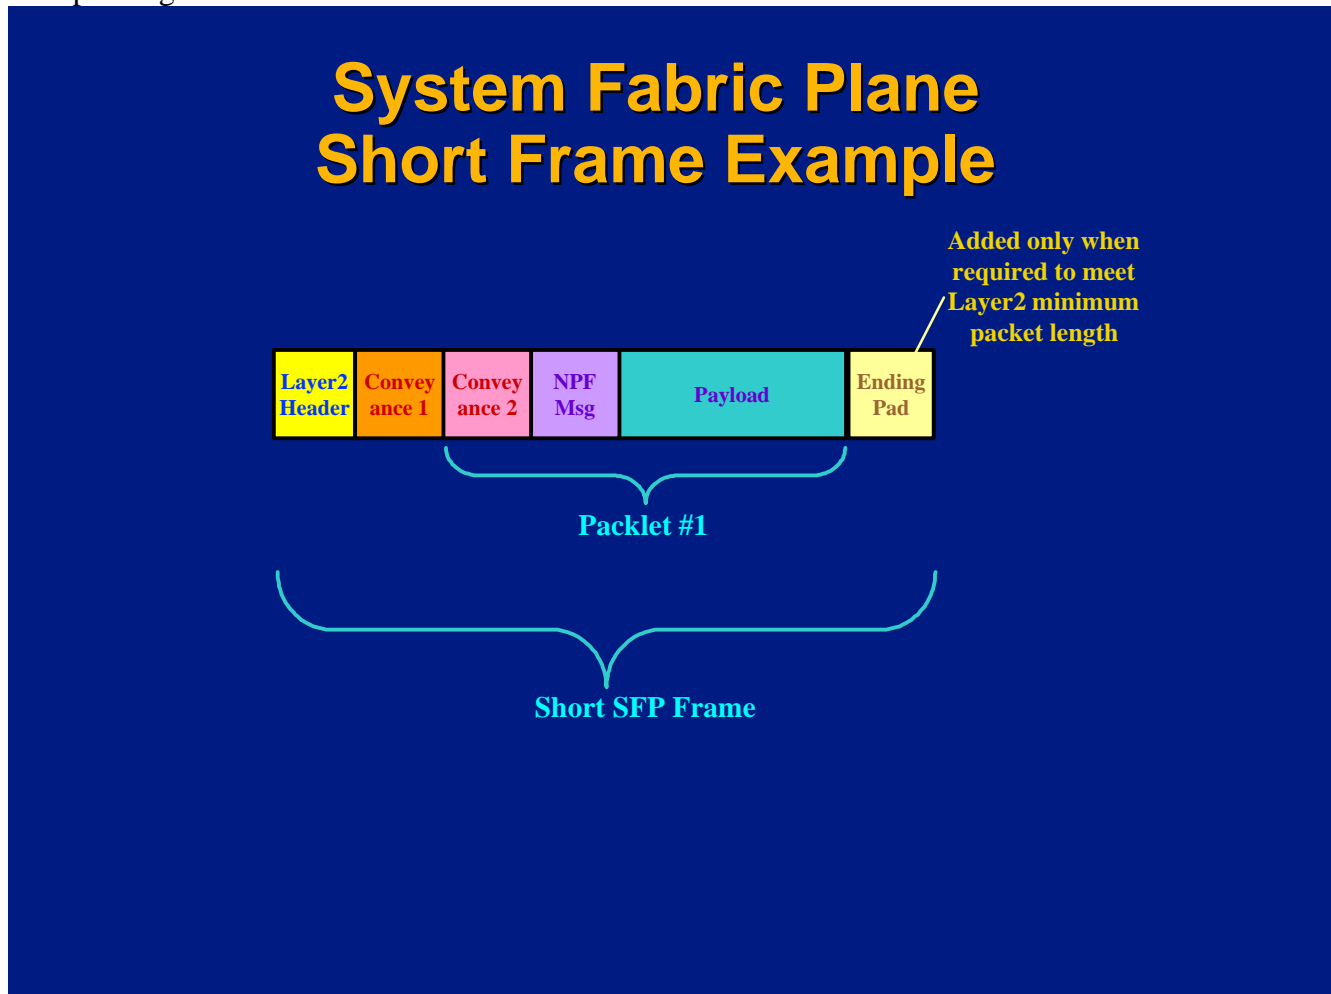 System Fabric Plane
Short Frame Example
Added only when
required to meet
Layer2 minimum
packet length
Layer2
Header
Convey
ance 1
Convey
ance 2
NPF
Msg
Payload
Ending
Pad
Packlet #1
Short SFP Frame